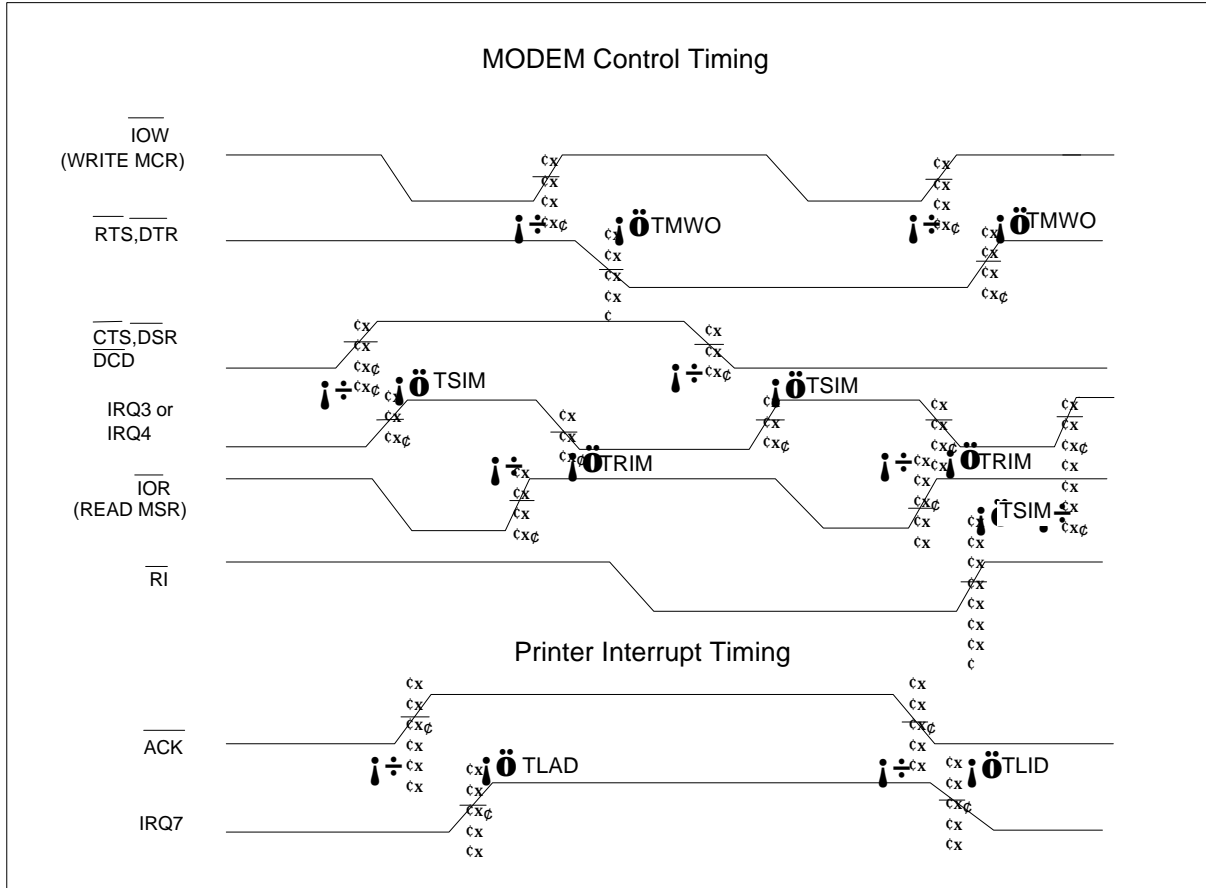 MODEM Control Timing
IOW
(WRITE MCR)
RTS,DTR
TMWO
TMWO
CTS,DSR
DCD
TSIM
TSIM
IRQ3 or
IRQ4
TRIM
TRIM
IOR
(READ MSR)
TSIM
RI
Printer Interrupt Timing
ACK
TLAD
TLID
IRQ7